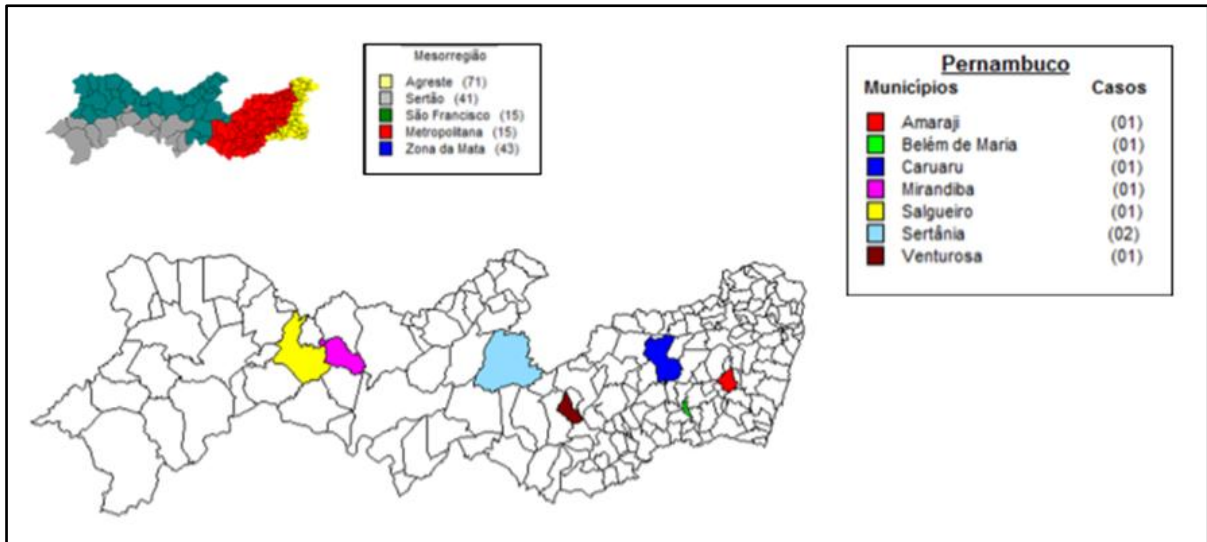 Mesorregião
Agreste (71)
Sertão (41)
São Francisco (15)
Metropolitana (15)
Zona da Mata (43)
Pernambuco
Municípios Casos
Amaraji (01)
Belém de Maria (01)
Caruaru (01)
Mirandiba (01)
Salgueiro (01)
Sertânia (02)
Venturosa (01)